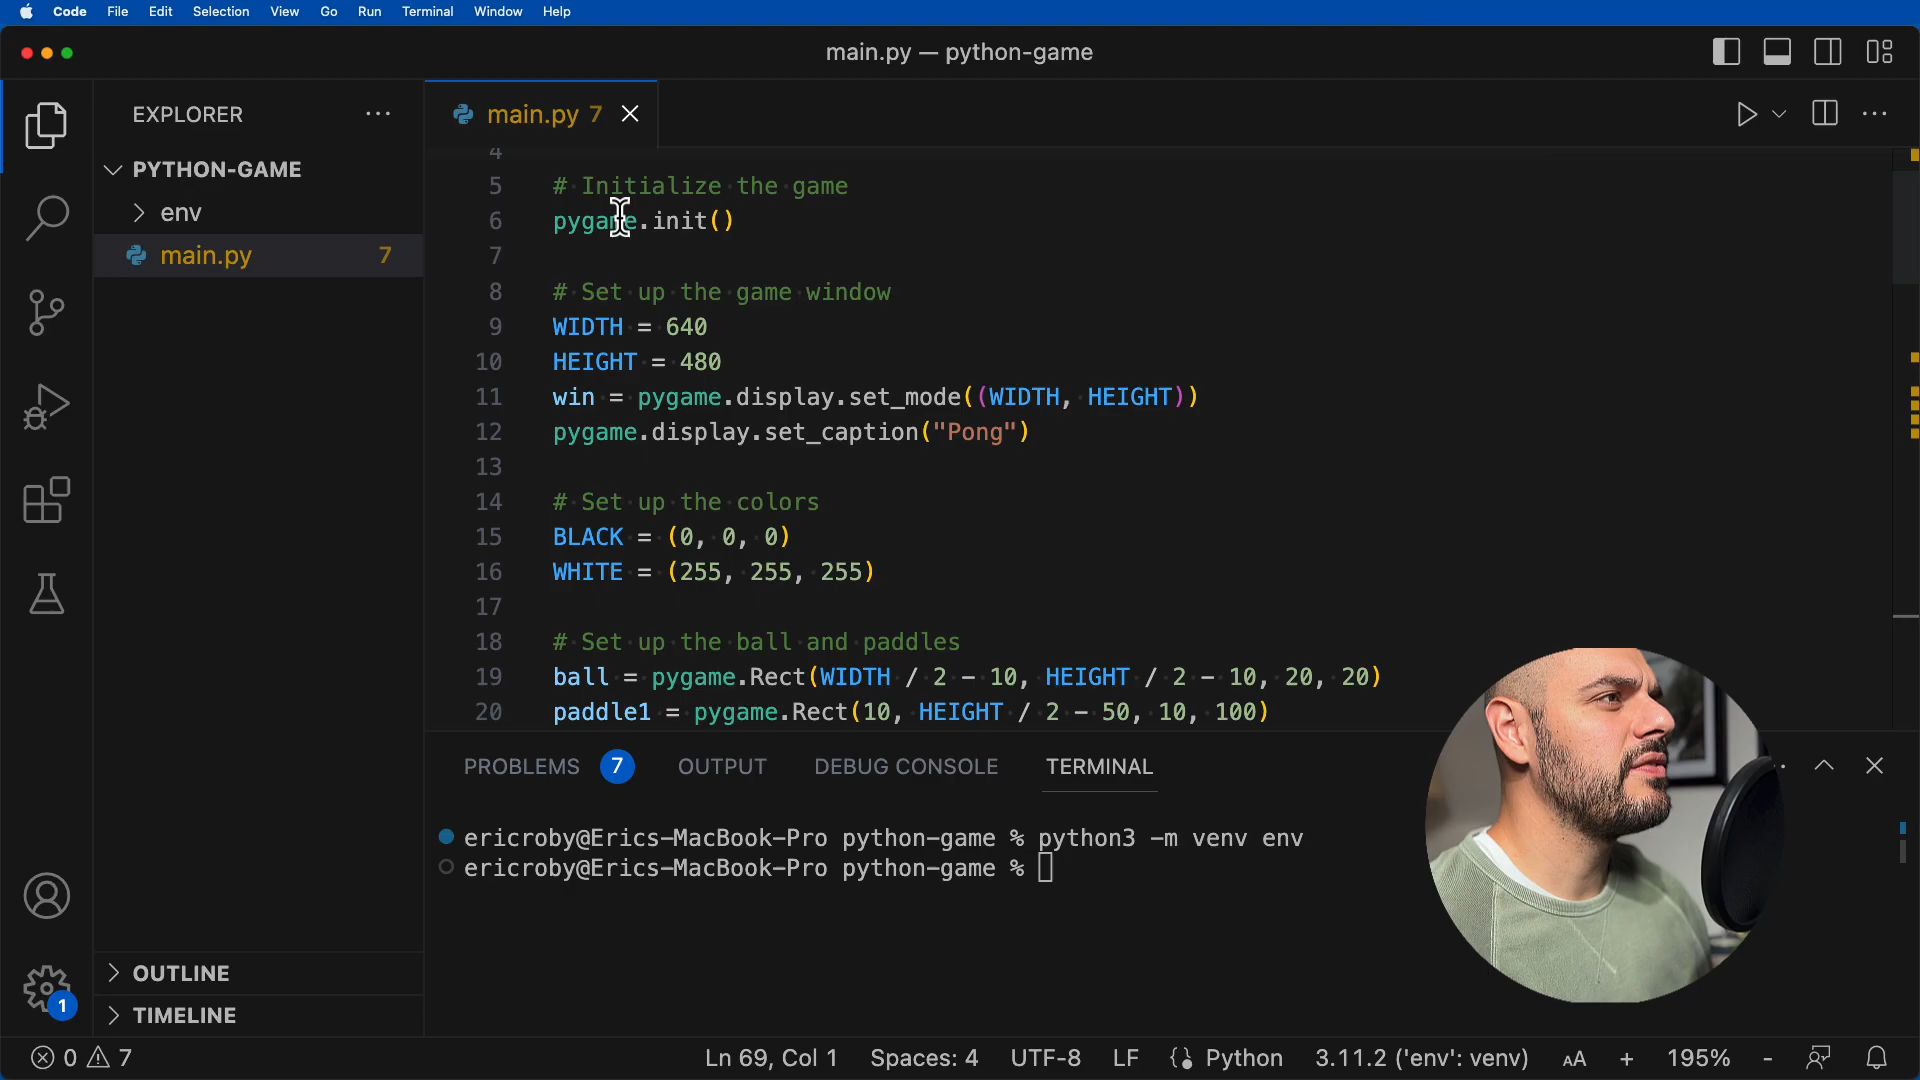 Code File Edit Selection View Go Run Terminal Window Help
main.py — python-game
EXPLORER
main.py 7
PYTHON-GAME
env
main.py 7
OUTLINE
TIMELINE
4
5 # Initialize the game
6 pygame.init()
7
8 # Set up the game window
9 WIDTH = 640
10 HEIGHT = 480
11 win = pygame.display.set_mode((WIDTH, HEIGHT))
12 pygame.display.set_caption("Pong")
13
14 # Set up the colors
15 BLACK = (0, 0, 0)
16 WHITE = (255, 255, 255)
17
18 # Set up the ball and paddles
19 ball = pygame.Rect(WIDTH / 2 - 10, HEIGHT / 2 - 10, 20, 20)
20 paddle1 = pygame.Rect(10, HEIGHT / 2 - 50, 10, 100)
PROBLEMS 7 OUTPUT DEBUG CONSOLE TERMINAL
ericroby@Erics-MacBook-Pro python-game % python3 -m venv env
ericroby@Erics-MacBook-Pro python-game %
1
0 7 Ln 69, Col 1 Spaces: 4 UTF-8 LF Python 3.11.2 ('env': venv) AA + 195% -